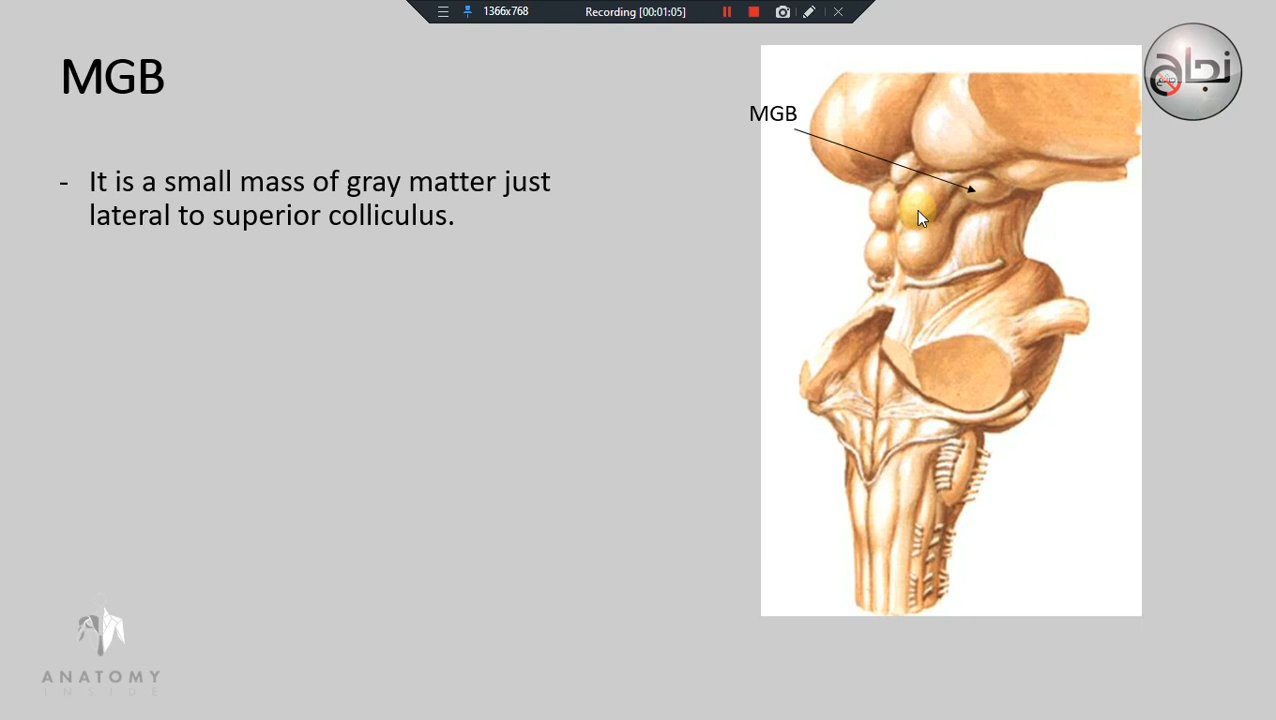 1366x768
Recording [00:01:05]
MGB
نجاح
MGB
- It is a small mass of gray matter just
lateral to superior colliculus.
ANATOMY
INSIDE